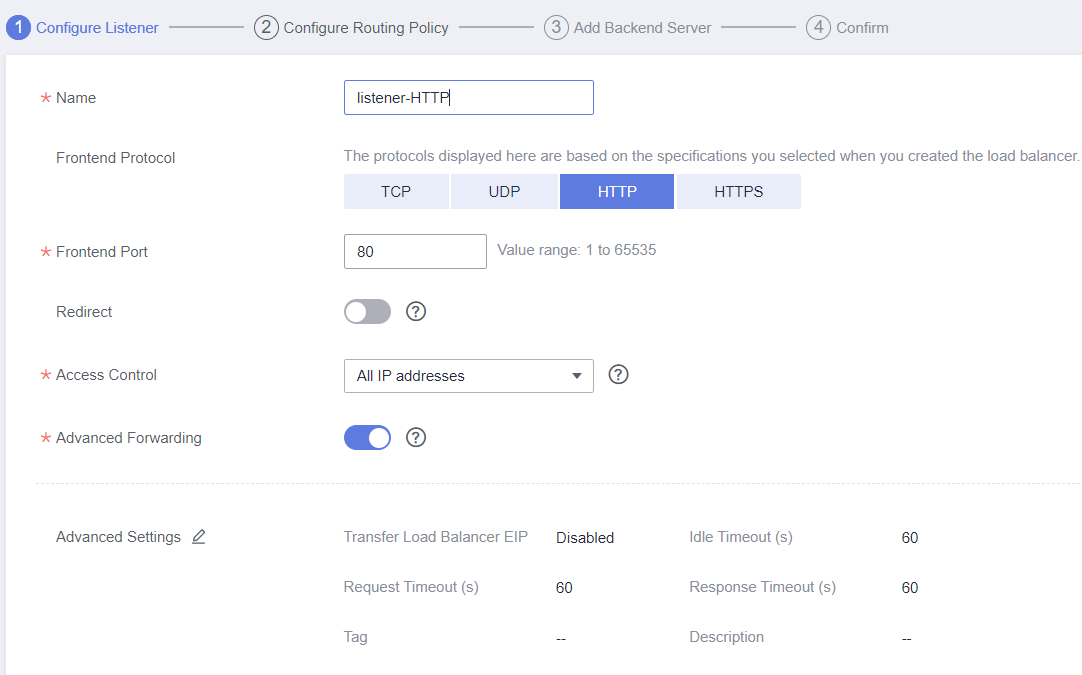 1 Configure Listener 2 Configure Routing Policy 3 Add Backend Server 4 Confirm
* Name listener-HTTP
Frontend Protocol The protocols displayed here are based on the specifications you selected when you created the load balancer.
TCP UDP HTTP HTTPS
* Frontend Port 80 Value range: 1 to 65535
Redirect ?
* Access Control All IP addresses ?
* Advanced Forwarding ?
Advanced Settings Transfer Load Balancer EIP Disabled Idle Timeout (s) 60
Request Timeout (s) 60 Response Timeout (s) 60
Tag -- Description --